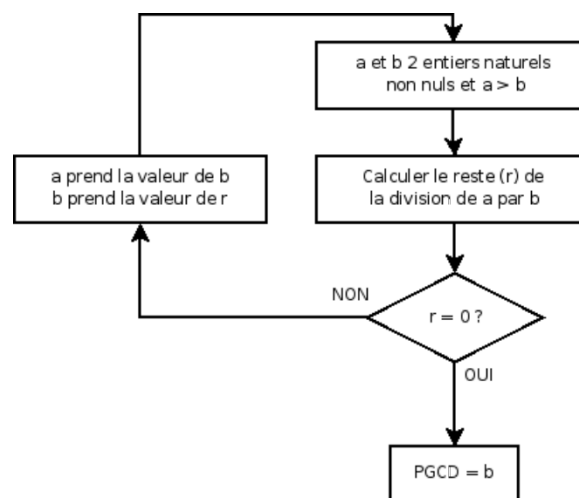 a et b 2 entiers naturels
non nuls et a > b
a prend la valeur de b
b prend la valeur de r
Calculer le reste (r) de
la division de a par b
NON
r = 0 ?
OUI
PGCD = b